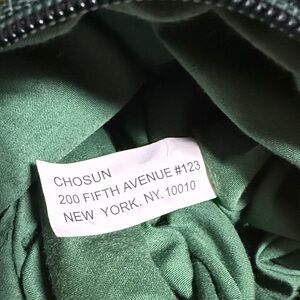 CHOSUN
200 FIFTH AVENUE #123
NEW YORK, NY. 10010